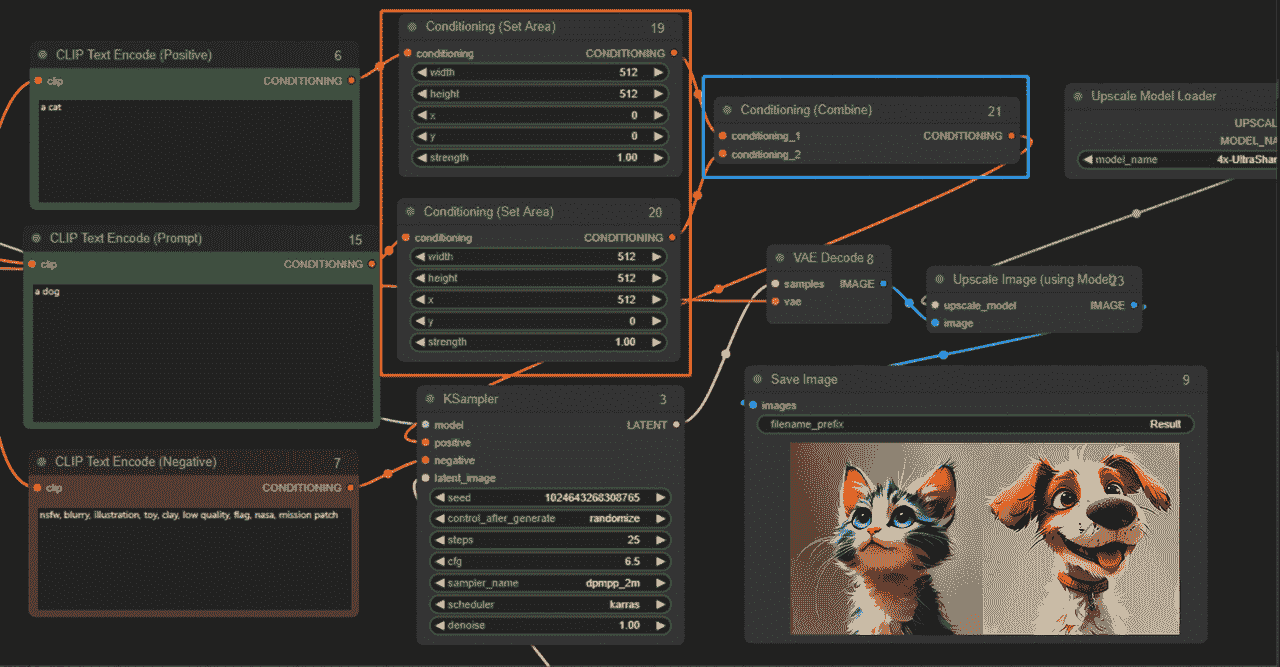 CLIP Text Encode (Positive) 6
clip CONDITIONING
a cat
CLIP Text Encode (Prompt) 15
clip CONDITIONING
a dog
CLIP Text Encode (Negative) 7
clip CONDITIONING
nsfw, blurry, illustration, toy, clay, low quality, flag, nasa, mission patch
Conditioning (Set Area) 19
conditioning CONDITIONING
width 512
height 512
x 0
y 0
strength 1.00
Conditioning (Set Area) 20
conditioning CONDITIONING
width 512
height 512
x 512
y 0
strength 1.00
KSampler 3
model LATENT
positive
negative
latent_image
seed 1024643268308765
control_after_generate randomize
steps 25
cfg 6.5
sampler_name dpmpp_2m
scheduler karras
denoise 1.00
Conditioning (Combine) 21
conditioning_1 CONDITIONING
conditioning_2
Upscale Model Loader
UPSCAL
MODEL_NA
model_name 4x-UltraShar
VAE Decode 8
samples IMAGE
vae
Upscale Image (using Model) 23
upscale_model IMAGE
image
Save Image 9
images
filename_prefix Result